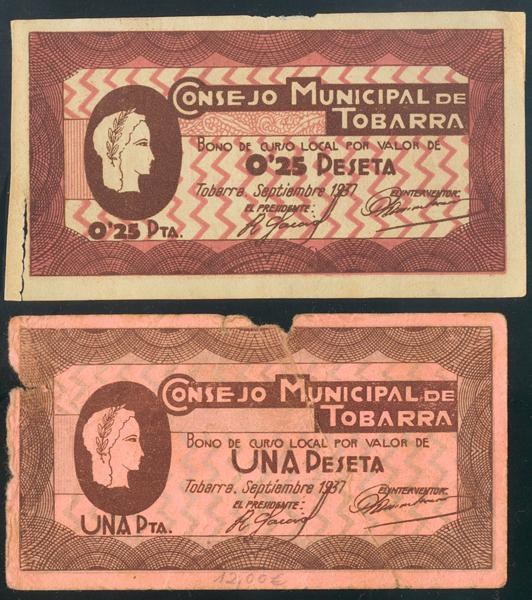 CONSEJO MUNICIPAL DE
TOBARRA
BONO DE CURSO LOCAL POR VALOR DE
0'25 PESETA
Tobarra, Septiembre 1937
EL PRESIDENTE:
EL INTERVENTOR:
0'25 PTA.
CONSEJO MUNICIPAL DE
TOBARRA
BONO DE CURSO LOCAL POR VALOR DE
UNA PESETA
Tobarra, Septiembre 1937
EL PRESIDENTE:
EL INTERVENTOR:
UNA PTA.
12,00€